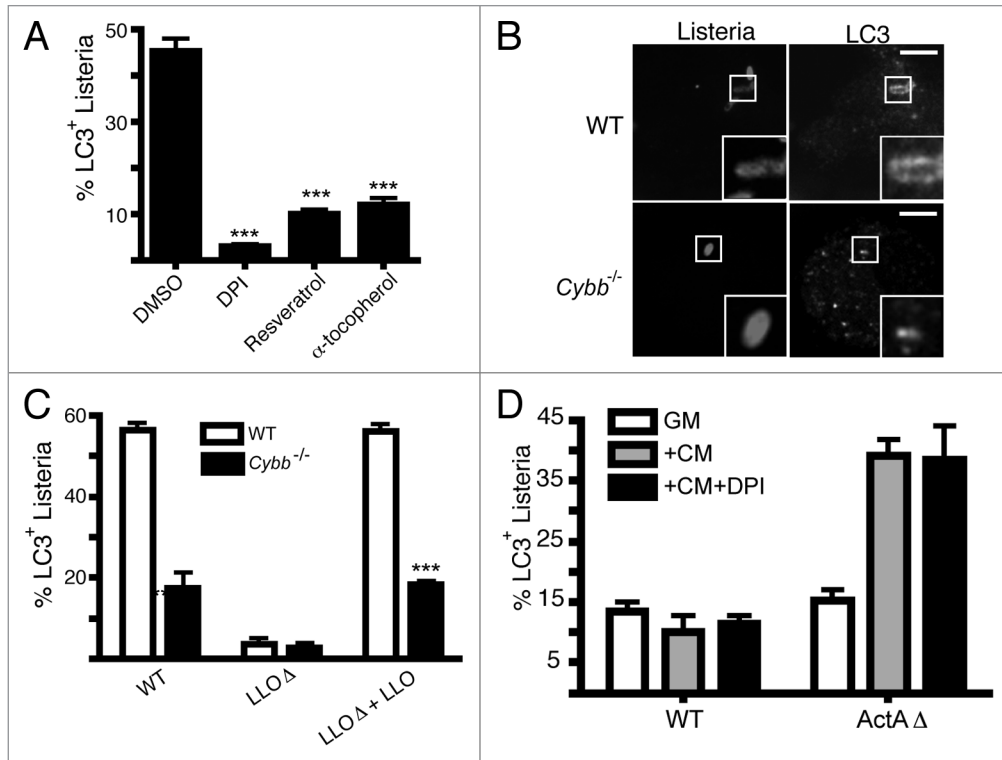 A
% LC3+ Listeria
50
30
10
***
***
***
DMSO
DPI
Resveratrol
α-tocopherol
B
Listeria
LC3
WT
Cybb-/-
C
% LC3+ Listeria
60
40
20
WT
Cybb-/-
***
WT
LLO Δ
LLO Δ + LLO
D
% LC3+ Listeria
45
35
25
15
5
GM
+CM
+CM+DPI
WT
ActA Δ